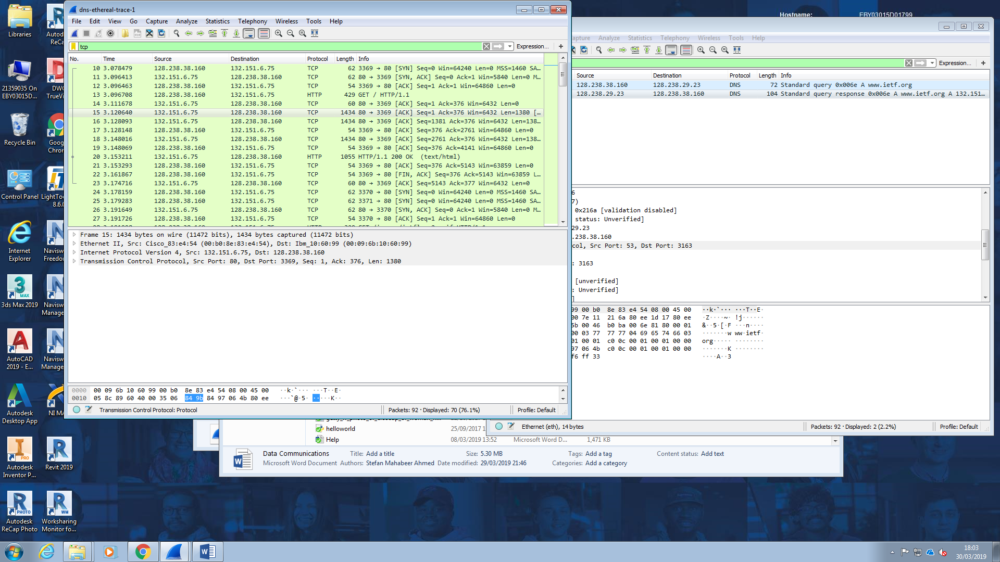 dns-ethereal-trace-1
File Edit View Go Capture Analyze Statistics Telephony Wireless Tools Help
tcp
Expression...
No. Time Source Destination Protocol Length Info
10 3.078479 128.238.38.160 132.151.6.75 TCP 62 3369 → 80 [SYN] Seq=0 Win=64240 Len=0 MSS=1460 SA…
11 3.096413 132.151.6.75 128.238.38.160 TCP 62 80 → 3369 [SYN, ACK] Seq=0 Ack=1 Win=5840 Len=0 M…
12 3.096463 128.238.38.160 132.151.6.75 TCP 54 3369 → 80 [ACK] Seq=1 Ack=1 Win=64860 Len=0
13 3.096708 128.238.38.160 132.151.6.75 HTTP 429 GET / HTTP/1.1
14 3.111678 132.151.6.75 128.238.38.160 TCP 60 80 → 3369 [ACK] Seq=1 Ack=376 Win=6432 Len=0
15 3.120640 132.151.6.75 128.238.38.160 TCP 1434 80 → 3369 [ACK] Seq=1 Ack=376 Win=6432 Len=1380 […
16 3.128093 132.151.6.75 128.238.38.160 TCP 1434 80 → 3369 [ACK] Seq=1381 Ack=376 Win=6432 Len=138…
17 3.128148 128.238.38.160 132.151.6.75 TCP 54 3369 → 80 [ACK] Seq=376 Ack=2761 Win=64860 Len=0
18 3.148016 132.151.6.75 128.238.38.160 TCP 1434 80 → 3369 [ACK] Seq=2761 Ack=376 Win=6432 Len=138…
19 3.148069 128.238.38.160 132.151.6.75 TCP 54 3369 → 80 [ACK] Seq=376 Ack=4141 Win=64860 Len=0
20 3.153211 132.151.6.75 128.238.38.160 HTTP 1055 HTTP/1.1 200 OK (text/html)
21 3.153293 128.238.38.160 132.151.6.75 TCP 54 3369 → 80 [ACK] Seq=376 Ack=5143 Win=63859 Len=0
22 3.161867 128.238.38.160 132.151.6.75 TCP 54 3369 → 80 [FIN, ACK] Seq=376 Ack=5143 Win=63859 L…
23 3.174716 132.151.6.75 128.238.38.160 TCP 60 80 → 3369 [ACK] Seq=5143 Ack=377 Win=6432 Len=0
24 3.178159 128.238.38.160 132.151.6.75 TCP 62 3370 → 80 [SYN] Seq=0 Win=64240 Len=0 MSS=1460 SA…
25 3.179283 128.238.38.160 132.151.6.75 TCP 62 3371 → 80 [SYN] Seq=0 Win=64240 Len=0 MSS=1460 SA…
26 3.191649 132.151.6.75 128.238.38.160 TCP 62 80 → 3370 [SYN, ACK] Seq=0 Ack=1 Win=5840 Len=0 M…
27 3.191726 128.238.38.160 132.151.6.75 TCP 54 3370 → 80 [ACK] Seq=1 Ack=1 Win=64860 Len=0
Frame 15: 1434 bytes on wire (11472 bits), 1434 bytes captured (11472 bits)
Ethernet II, Src: Cisco_83:e4:54 (00:b0:8e:83:e4:54), Dst: Ibm_10:60:99 (00:09:6b:10:60:99)
Internet Protocol Version 4, Src: 132.151.6.75, Dst: 128.238.38.160
Transmission Control Protocol, Src Port: 80, Dst Port: 3369, Seq: 1, Ack: 376, Len: 1380
0000 00 09 6b 10 60 99 00 b0 8e 83 e4 54 08 00 45 00 ··k·`··· ···T··E·
0010 05 8c 89 60 40 00 35 06 84 9b 84 97 06 4b 80 ee ···`@·5· ·····K··
Transmission Control Protocol: Protocol
Packets: 92 · Displayed: 70 (76.1%)
Profile: Default
Hostname: EBY03015D01799
apture Analyze Statistics Telephony Wireless Tools Help
Expression...
Source Destination Protocol Length Info
128.238.38.160 128.238.29.23 DNS 72 Standard query 0x006e A www.ietf.org
128.238.29.23 128.238.38.160 DNS 104 Standard query response 0x006e A www.ietf.org A 132.151…
6
7)
0x216a [validation disabled]
status: Unverified]
29.23
.238.38.160
col, Src Port: 53, Dst Port: 3163
: 3163
[unverified]
: Unverified]
]
99 00 b0 8e 83 e4 54 08 00 45 00 ··k·`··· ···T··E·
00 7e 11 21 6a 80 ee 1d 17 80 ee ·Z····~· !j······
5b 00 46 b0 ba 00 6e 81 80 00 01 &··5·[·F ···n····
00 03 77 77 77 04 69 65 74 66 03 ·······w ww·ietf·
01 00 01 c0 0c 00 01 00 01 00 00 org····· ········
97 06 4b c0 0c 00 01 00 01 00 00 ·······K ········
f6 ff 33 ····A··3
Ethernet (eth), 14 bytes
Packets: 92 · Displayed: 2 (2.2%)
Profile: Default
helloworld 25/09/2017 1
Help 08/03/2019 13:52 Microsoft Word D... 1,471 KB
Data Communications Title: Add a title Size: 5.30 MB Tags: Add a tag Content status: Add text
Microsoft Word Document Authors: Stefan Mahabeer Ahmed Date modified: 29/03/2019 21:46 Categories: Add a category
Libraries
Autod
ReCa
21359035 On
EBY03015D...
DWG
TrueVi
Recycle Bin
Goog
Chron
Control Panel
LightToo
8.6.0
Internet
Explorer
Navisw
Freedo
3ds Max 2019
Navisw
Manage
AutoCAD
2019 - E...
Navisw
Manage
Autodesk
Desktop App
NI MA
Autodesk
Inventor P...
Revit 2019
Autodesk
ReCap Photo
Worksharing
Monitor fo...
18:03
30/03/2019